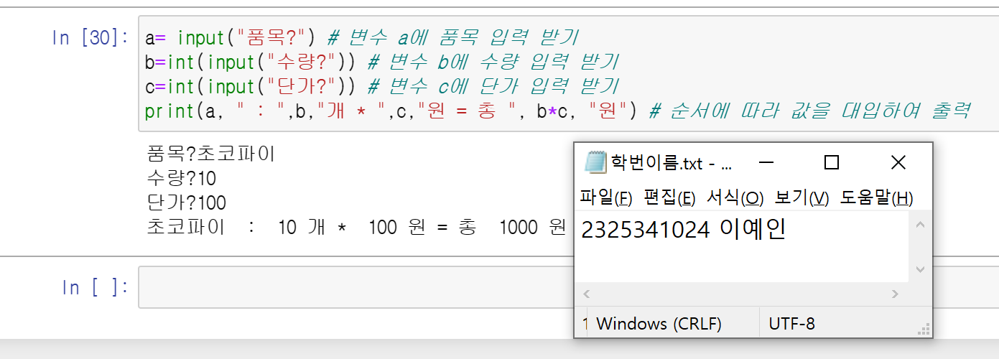 In [30]: a= input("품목?") # 변수 a에 품목 입력 받기
b=int(input("수량?")) # 변수 b에 수량 입력 받기
c=int(input("단가?")) # 변수 c에 단가 입력 받기
print(a, " : ",b,"개 * ",c,"원 = 총 ", b*c, "원") # 순서에 따라 값을 대입하여 출력
품목?초코파이
수량?10
단가?100
초코파이  :  10 개 *  100 원 = 총  1000 원
In [ ]:
학번이름.txt - ...
파일(F) 편집(E) 서식(O) 보기(V) 도움말(H)
2325341024 이예인
1 Windows (CRLF) UTF-8